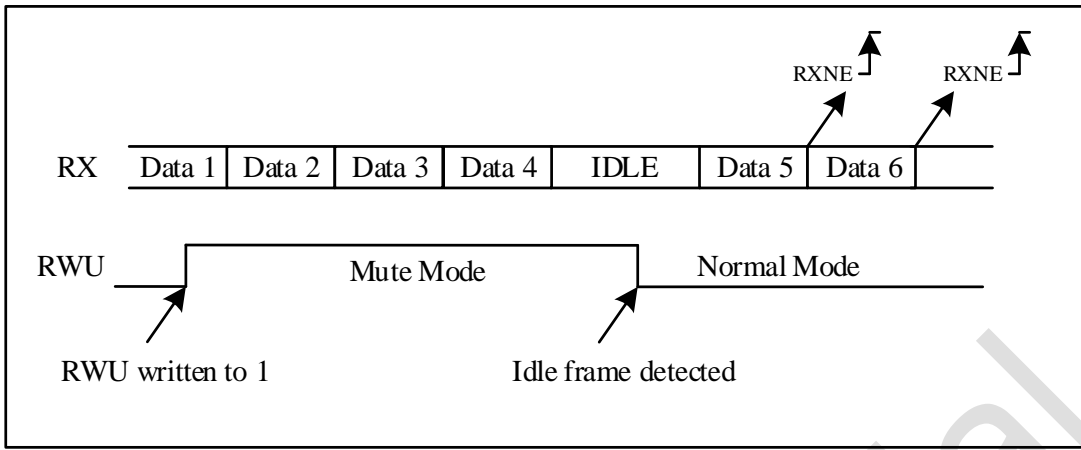 RXNE RXNE
RX Data 1 Data 2 Data 3 Data 4 IDLE Data 5 Data 6
RWU Mute Mode Normal Mode
RWU written to 1 Idle frame detected